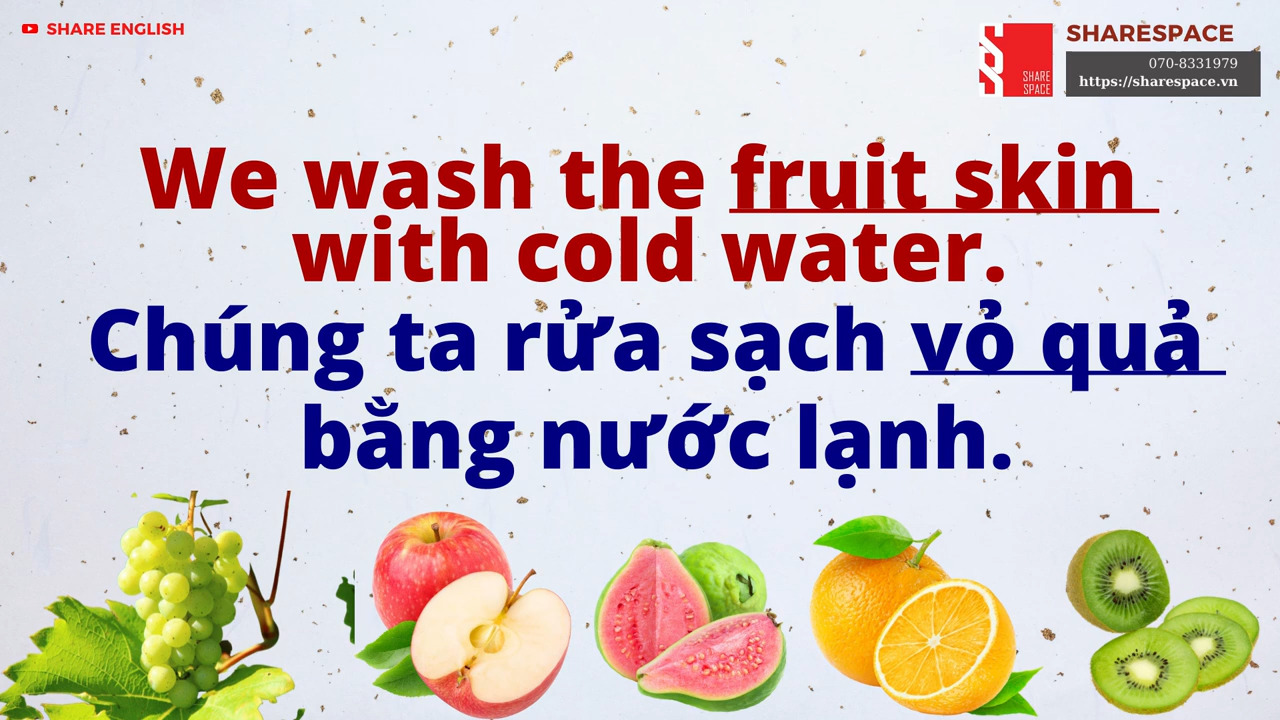 SHARE ENGLISH
SHARE
SPACE
SHARESPACE
070-8331979
https://sharespace.vn
We wash the fruit skin
with cold water.
Chúng ta rửa sạch vỏ quả
bằng nước lạnh.